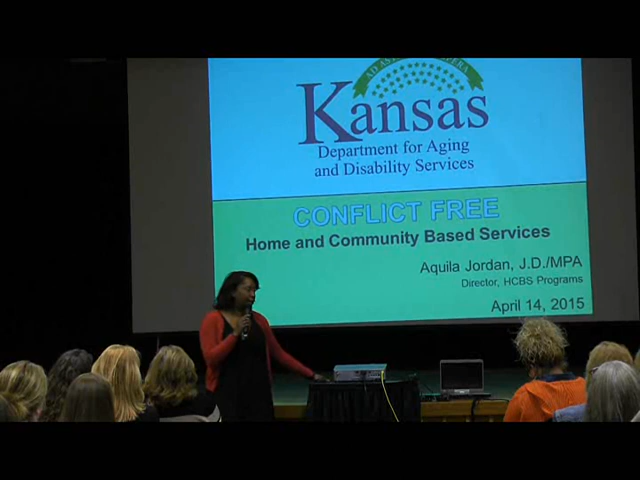 Kansas
Department for Aging
and Disability Services
CONFLICT FREE
Home and Community Based Services
Aquila Jordan, J.D./MPA
Director, HCBS Programs
April 14, 2015